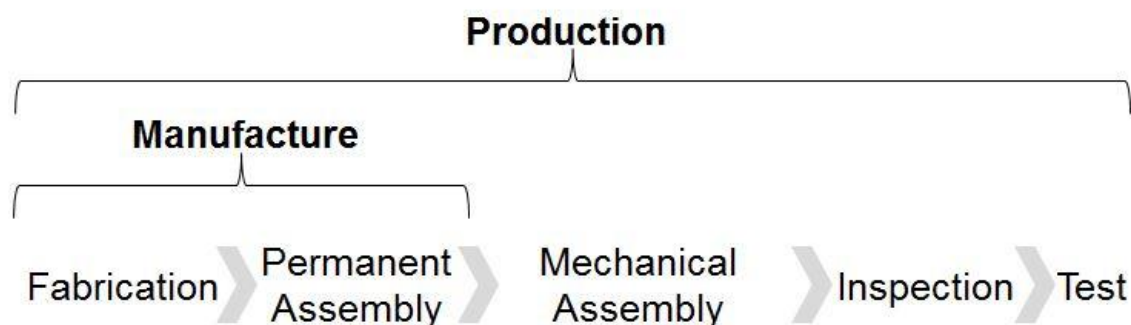 Production
Manufacture
Fabrication
Permanent
Assembly
Mechanical
Assembly
Inspection
Test